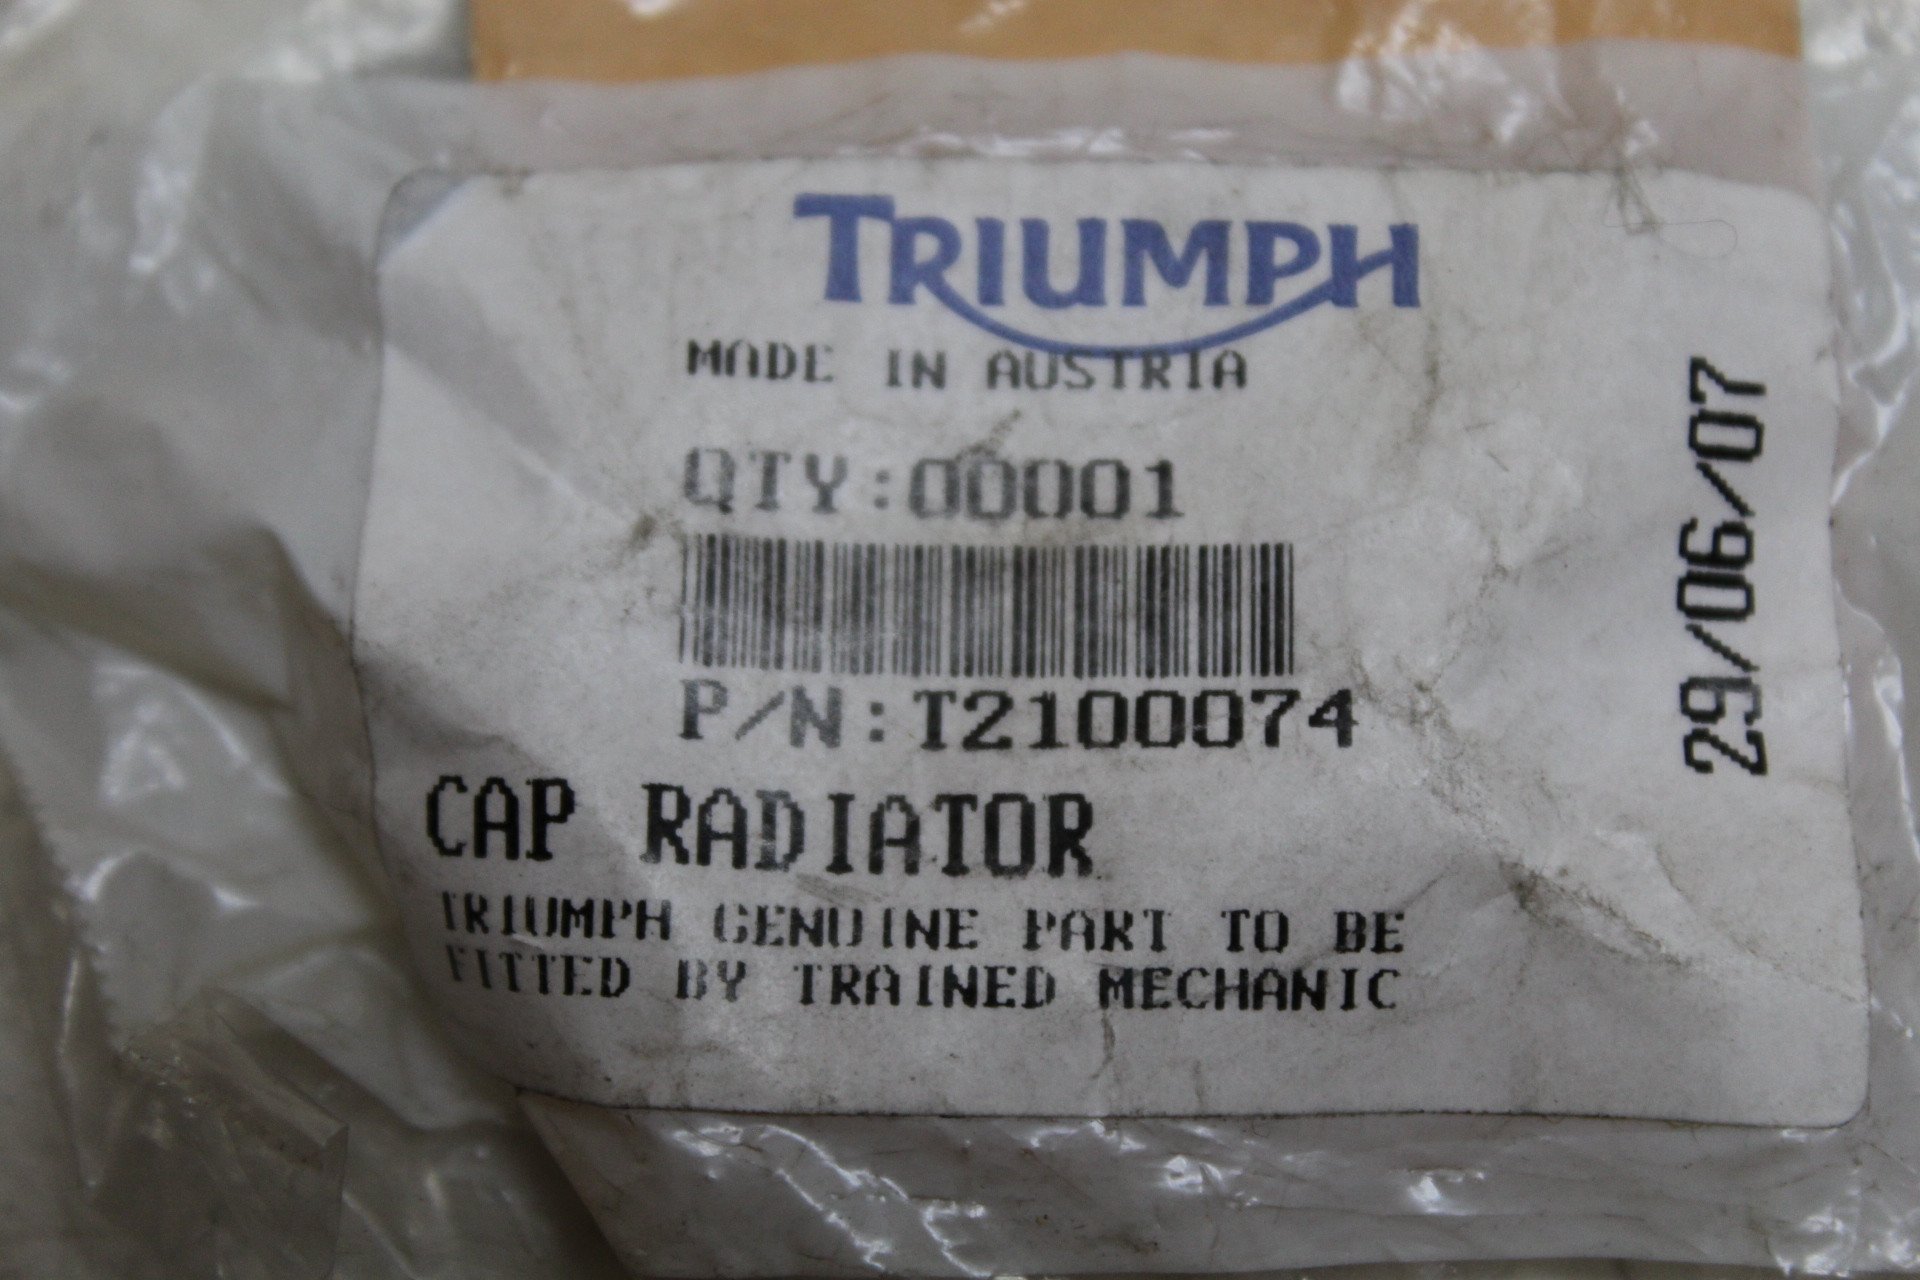 TRIUMPH
MADE IN AUSTRIA
QTY:00001
P/N:T2100074
CAP RADIATOR
TRIUMPH GENUINE PART TO BE
FITTED BY TRAINED MECHANIC
29/06/07